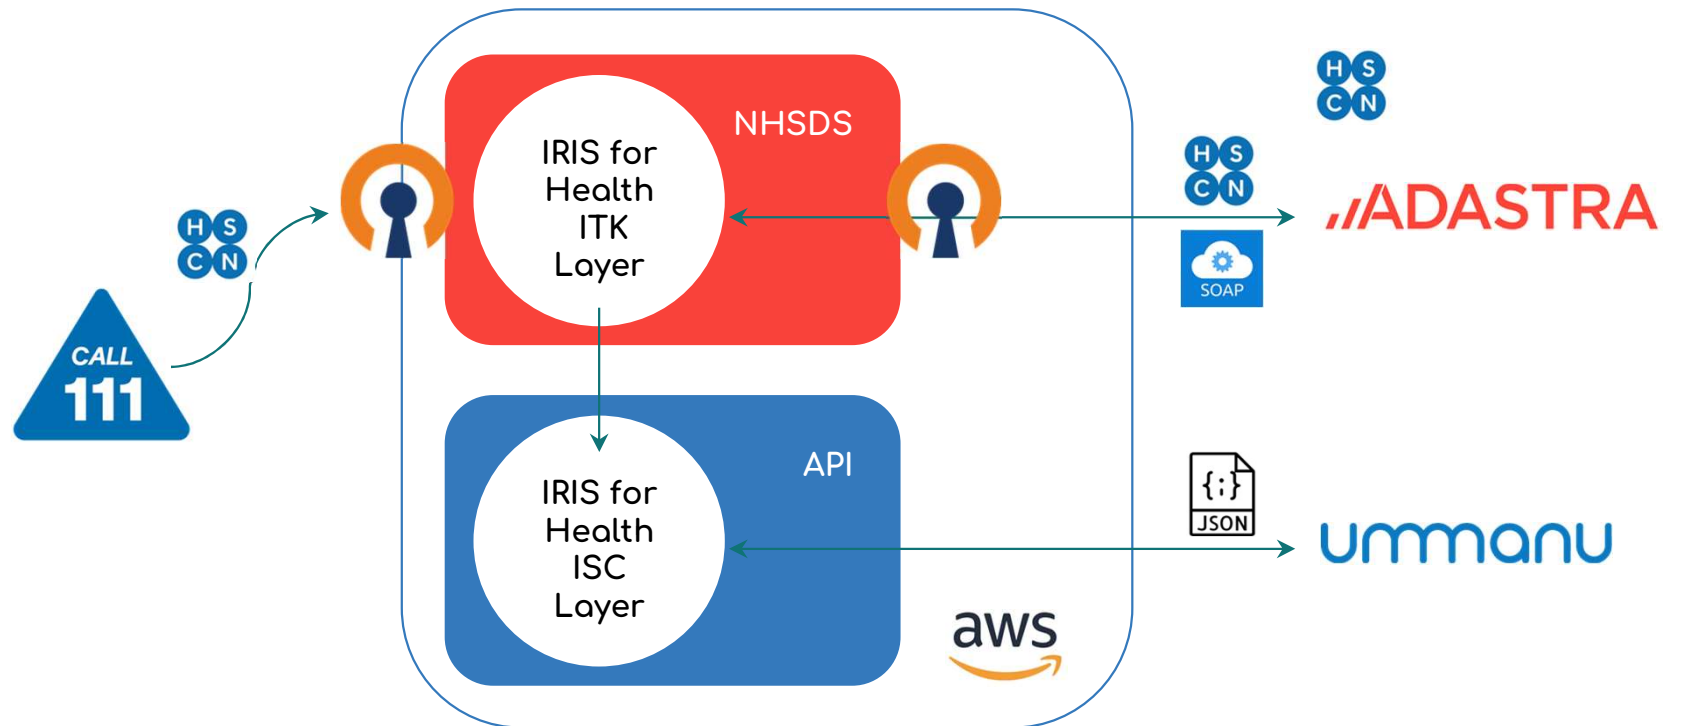 H S
C N
NHSDS
IRIS for
Health
ITK
Layer
H S
C N
ADASTRA
H S
C N
SOAP
CALL
111
API
IRIS for
Health
ISC
Layer
{;}
JSON
ummanu
aws